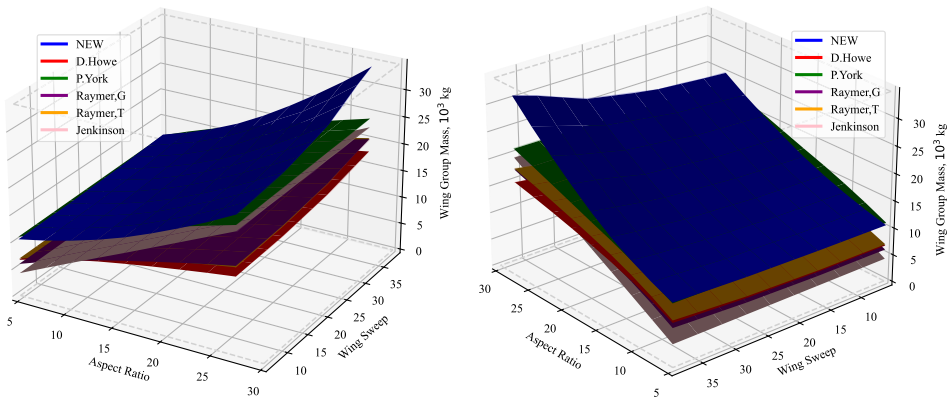 NEW
D.Howe
P.York
Raymer,G
Raymer,T
Jenkinson
30
25
20
15
10
5
0
Wing Group Mass, 10³ kg
5
10
15
20
25
30
Aspect Ratio
10
15
20
25
30
35
Wing Sweep
NEW
D.Howe
P.York
Raymer,G
Raymer,T
Jenkinson
30
25
20
15
10
5
0
Wing Group Mass, 10³ kg
30
25
20
15
10
5
Aspect Ratio
35
30
25
20
15
10
Wing Sweep